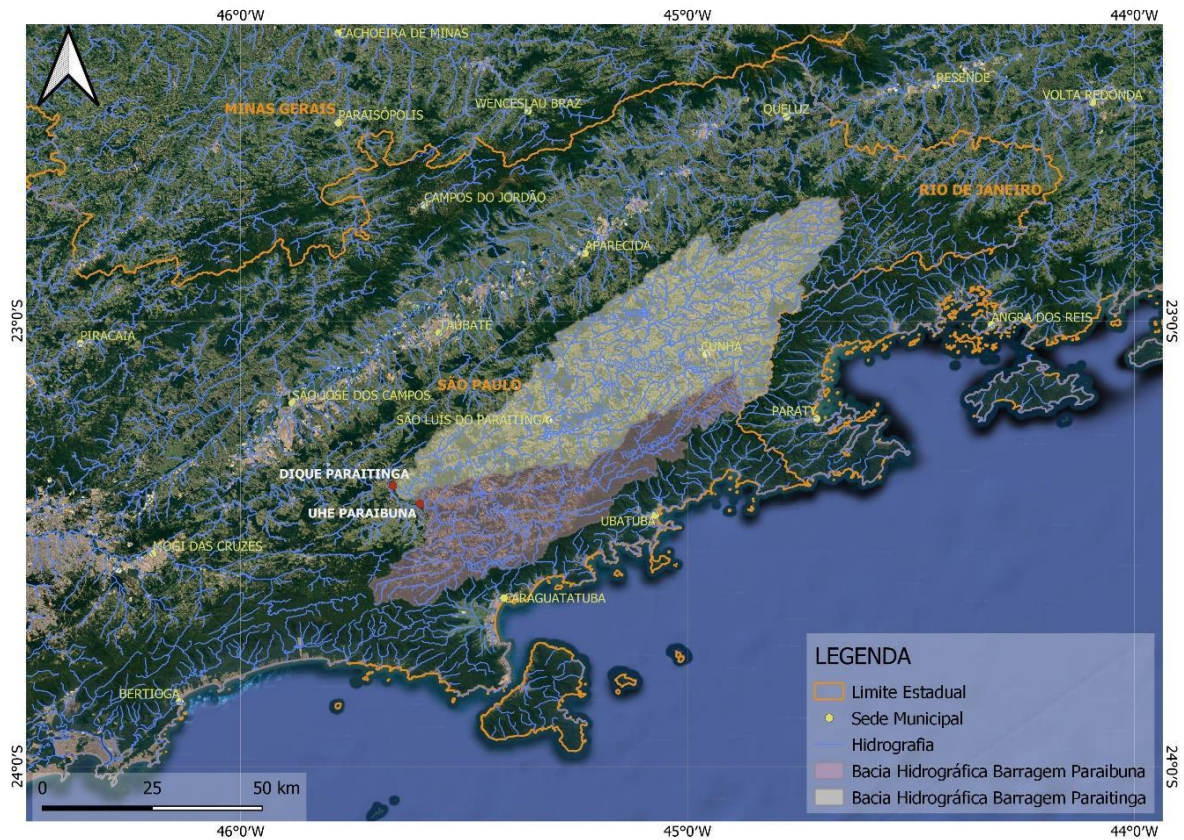 46°0'W 45°0'W 44°0'W
CACHOEIRA DE MINAS
RESENDE
VOLTA REDONDA
WENCESLAU BRAZ
MINAS GERAIS
QUELUZ
PARAISÓPOLIS
RIO DE JANEIRO
CAMPOS DO JORDÃO
APARECIDA
23°0'S 23°0'S
ANGRA DOS REIS
TAUBATÉ
PIRACAIA
CUNHA
SÃO PAULO
SÃO JOSÉ DOS CAMPOS
PARATY
SÃO LUÍS DO PARAITINGA
DIQUE PARAITINGA
UHE PARAIBUNA
UBATUBA
MOGI DAS CRUZES
CARAGUATATUBA
BERTIOGA
LEGENDA
Limite Estadual
Sede Municipal
Hidrografia
Bacia Hidrográfica Barragem Paraibuna
Bacia Hidrográfica Barragem Paraitinga
24°0'S 24°0'S
0 25 50 km
46°0'W 45°0'W 44°0'W